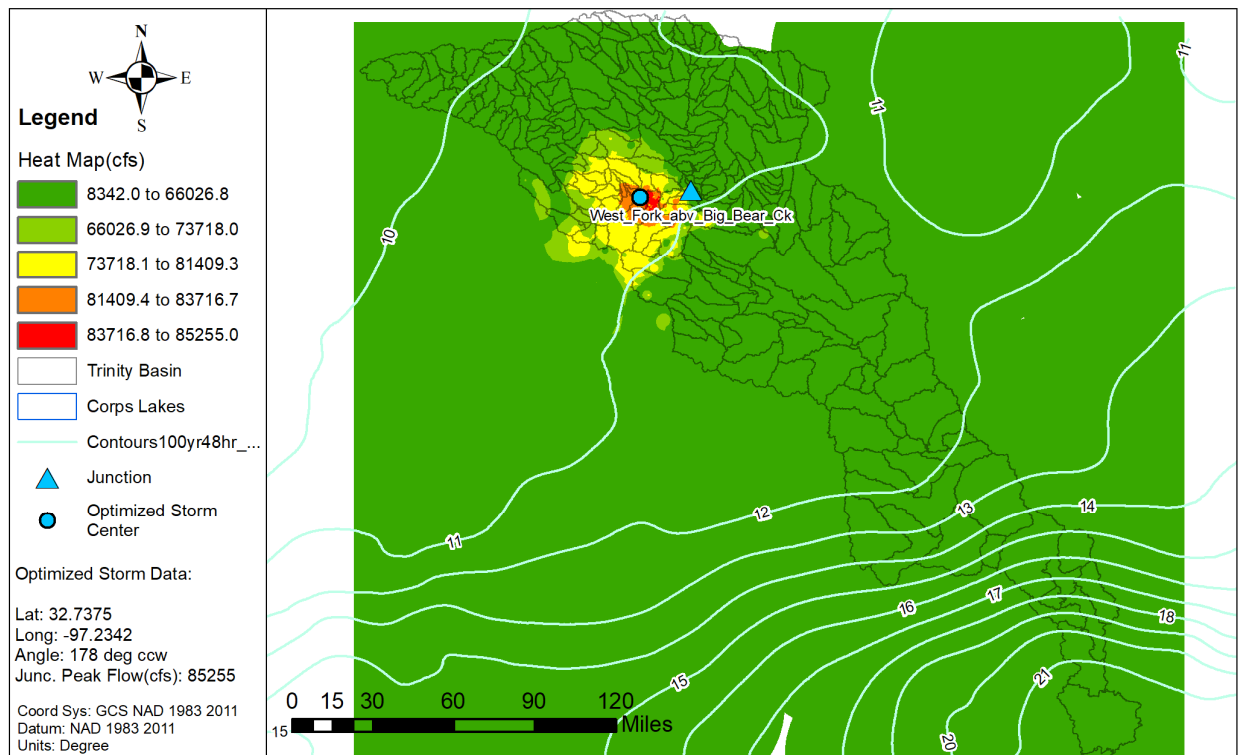 N
W E
S
Legend
Heat Map(cfs)
8342.0 to 66026.8
66026.9 to 73718.0
73718.1 to 81409.3
81409.4 to 83716.7
83716.8 to 85255.0
Trinity Basin
Corps Lakes
Contours100yr48hr_...
Junction
Optimized Storm
Center
Optimized Storm Data:
Lat: 32.7375
Long: -97.2342
Angle: 178 deg ccw
Junc. Peak Flow(cfs): 85255
Coord Sys: GCS NAD 1983 2011
Datum: NAD 1983 2011
Units: Degree
11
11
West_Fork_abv_Big_Bear_Ck
10
12
13
14
11
16
17
18
15
21
20
0 15 30 60 90 120
Miles
15